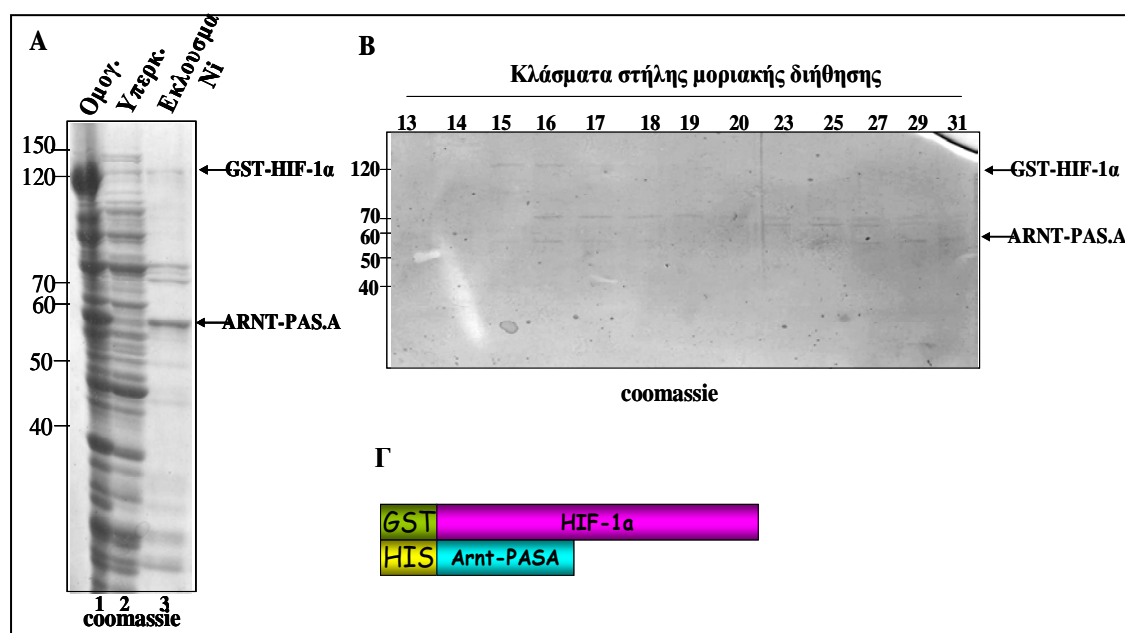 A
Ομογ.
Υπερκ.
Εκλουσμα
Ni
150
120
70
60
50
40
GST-HIF-1α
ARNT-PAS.A
1 2 3
coomassie
B
Κλάσματα στήλης μοριακής διήθησης
13 14 15 16 17 18 19 20 23 25 27 29 31
120
70
60
50
40
GST-HIF-1α
ARNT-PAS.A
coomassie
Γ
GST HIF-1a
HIS Arnt-PASA